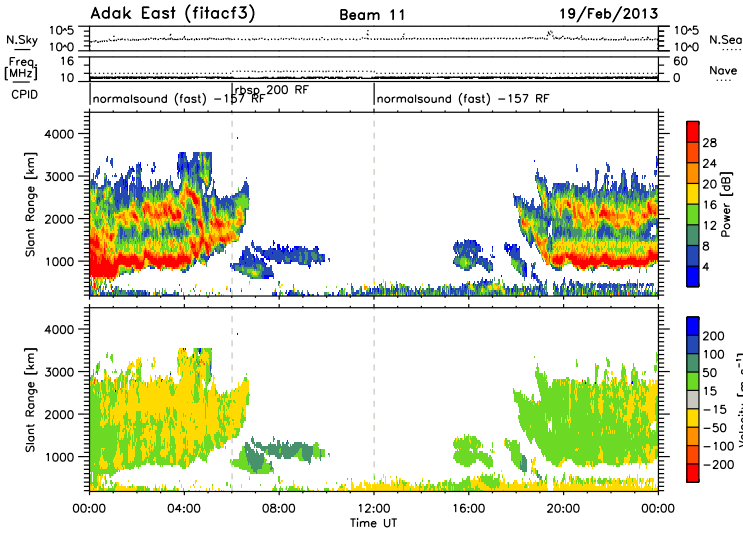 Adak East (fitacf3) Beam 11 19/Feb/2013
N.Sky 10^5 10^0 10^5 10^0 N.Sea
Freq. [MHz] 16 10 60 0 Nave
CPID normalsound (fast) -157 RF rbsp 200 RF normalsound (fast) -157 RF
Slant Range [km] 4000 3000 2000 1000
28 24 20 16 12 8 4 Power [dB]
Slant Range [km] 4000 3000 2000 1000
200 100 50 15 -15 -50 -100 -200 Velocity [m s^-1]
00:00 04:00 08:00 12:00 16:00 20:00 00:00
Time UT